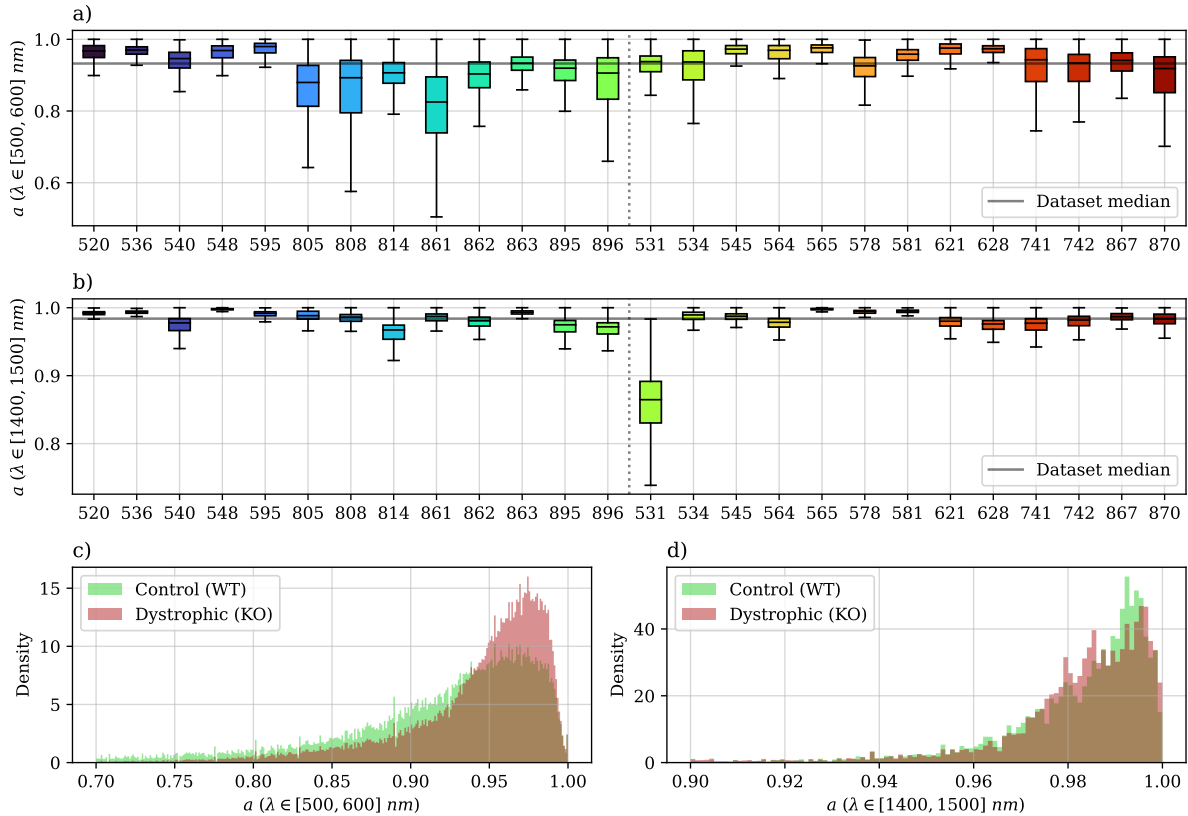 a)
1.0
0.8
0.6
a (λ ∈ [500, 600] nm)
Dataset median
520 536 540 548 595 805 808 814 861 862 863 895 896 531 534 545 564 565 578 581 621 628 741 742 867 870
b)
1.0
0.9
0.8
a (λ ∈ [1400, 1500] nm)
Dataset median
520 536 540 548 595 805 808 814 861 862 863 895 896 531 534 545 564 565 578 581 621 628 741 742 867 870
c)
Control (WT)
Dystrophic (KO)
15
10
5
0
Density
0.70 0.75 0.80 0.85 0.90 0.95 1.00
a (λ ∈ [500, 600] nm)
d)
Control (WT)
Dystrophic (KO)
40
20
0
Density
0.90 0.92 0.94 0.96 0.98 1.00
a (λ ∈ [1400, 1500] nm)